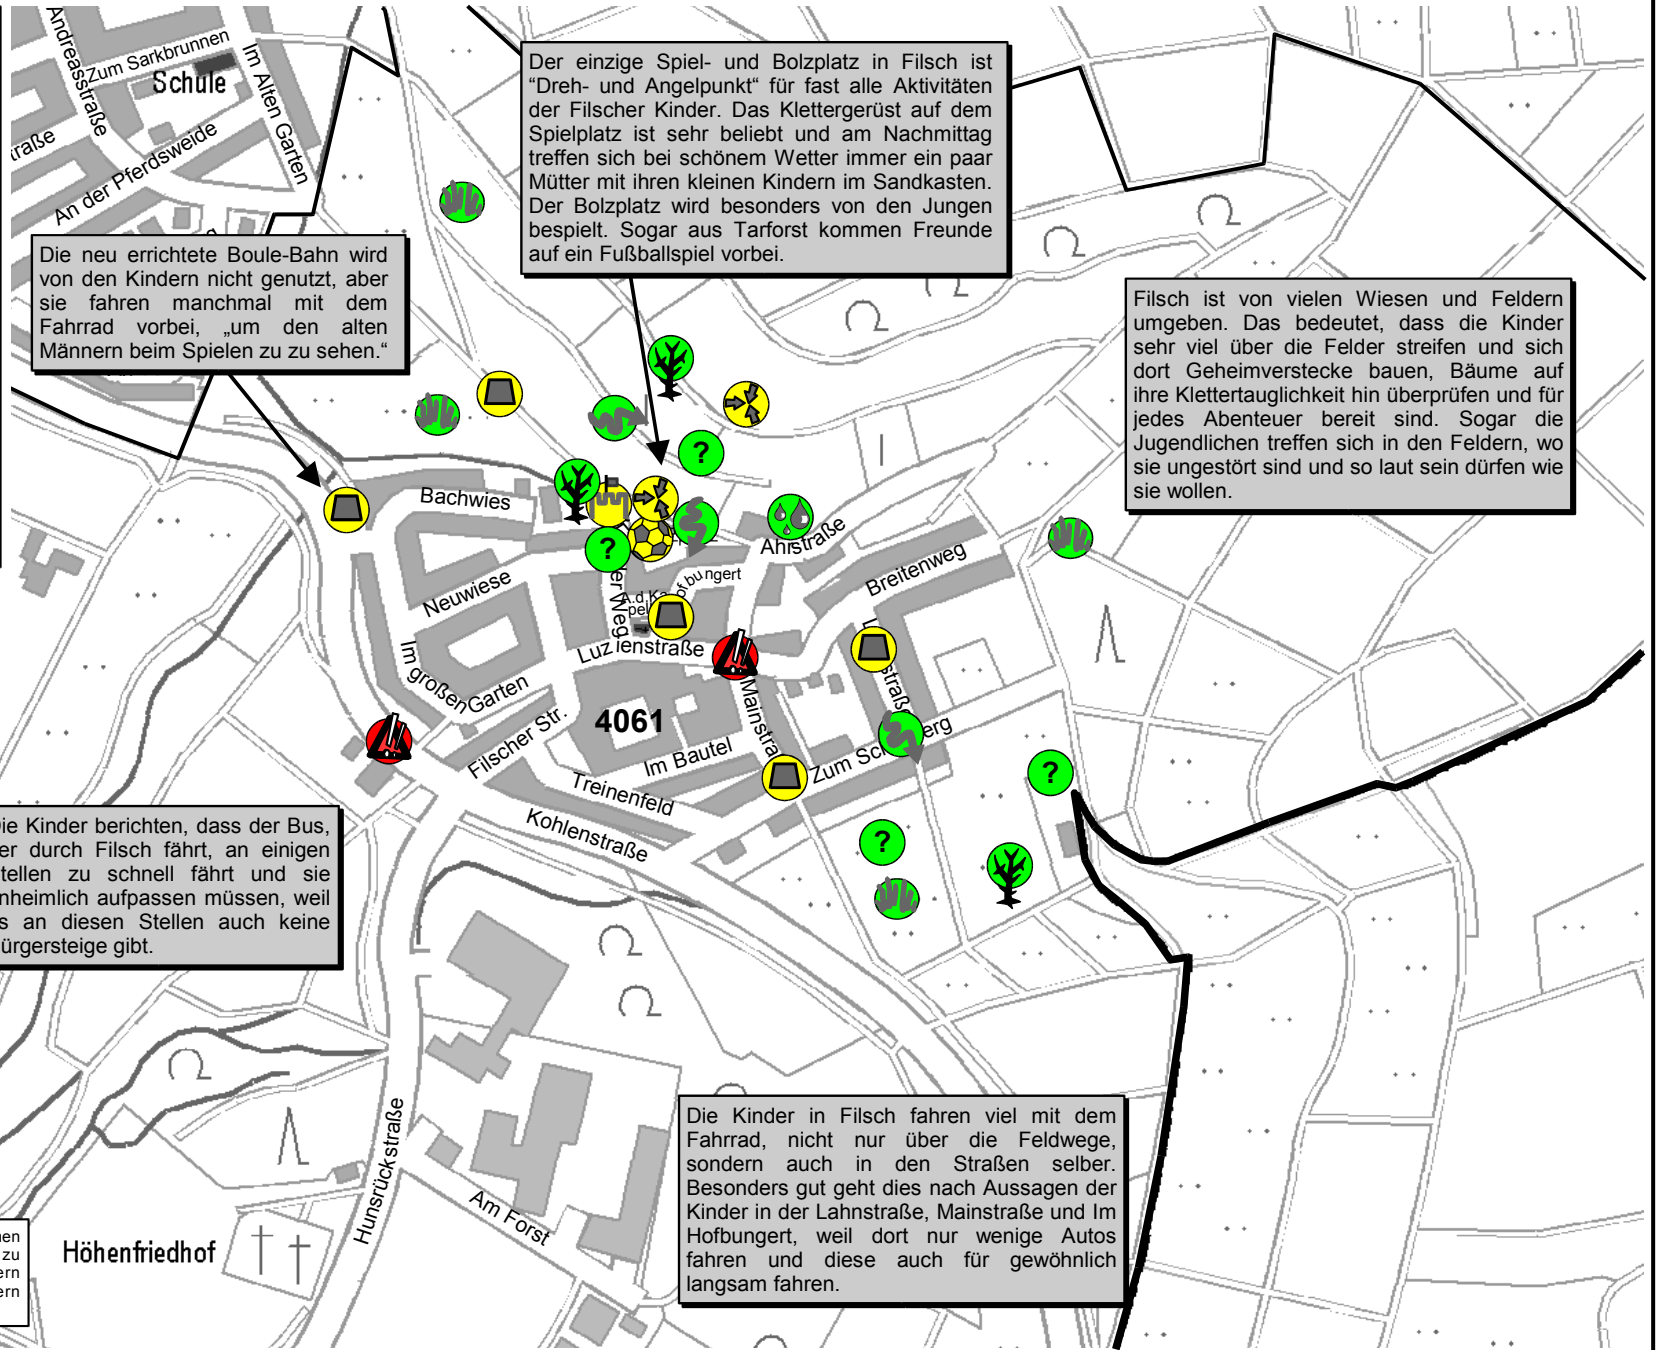 Andreasstraße
Zum Sarkbrunnen
Schule
Im Alten Garten
traße
An der Pferdsweide
Der einzige Spiel- und Bolzplatz in Filsch ist
“Dreh- und Angelpunkt“ für fast alle Aktivitäten
der Filscher Kinder. Das Klettergerüst auf dem
Spielplatz ist sehr beliebt und am Nachmittag
treffen sich bei schönem Wetter immer ein paar
Mütter mit ihren kleinen Kindern im Sandkasten.
Der Bolzplatz wird besonders von den Jungen
bespielt. Sogar aus Tarforst kommen Freunde
auf ein Fußballspiel vorbei.
Die neu errichtete Boule-Bahn wird
von den Kindern nicht genutzt, aber
sie fahren manchmal mit dem
Fahrrad vorbei, „um den alten
Männern beim Spielen zu zu sehen.“
Filsch ist von vielen Wiesen und Feldern
umgeben. Das bedeutet, dass die Kinder
sehr viel über die Felder streifen und sich
dort Geheimverstecke bauen, Bäume auf
ihre Klettertauglichkeit hin überprüfen und für
jedes Abenteuer bereit sind. Sogar die
Jugendlichen treffen sich in den Feldern, wo
sie ungestört sind und so laut sein dürfen wie
sie wollen.
?
Bachwies
?
Ahrstraße
Breitenweg
Neuwiese
ofbungert
A.d.Ka
pel
er Weg
Luzienstraße
Im großen Garten
Filscher Str.
4061
Mainstra
straß
Im Bautel
Zum Sc
erg
Treinenfeld
Kohlenstraße
?
?
ie Kinder berichten, dass der Bus,
er durch Filsch fährt, an einigen
tellen zu schnell fährt und sie
nheimlich aufpassen müssen, weil
s an diesen Stellen auch keine
ürgersteige gibt.
Hunsrückstraße
Am Forst
Höhenfriedhof
en
zu
ern
ern
Die Kinder in Filsch fahren viel mit dem
Fahrrad, nicht nur über die Feldwege,
sondern auch in den Straßen selber.
Besonders gut geht dies nach Aussagen der
Kinder in der Lahnstraße, Mainstraße und Im
Hofbungert, weil dort nur wenige Autos
fahren und diese auch für gewöhnlich
langsam fahren.